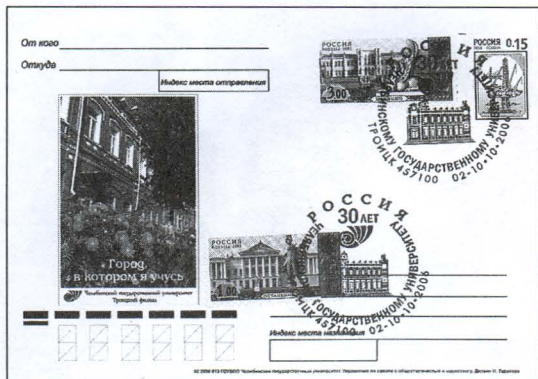 От кого
Откуда
Индекс места отправления
РОССИЯ
3.00
РОССИЯ 0.15
РОССИЯ
30 ЛЕТ
ЧЕЛЯБИНСКОМУ ГОСУДАРСТВЕННОМУ УНИВЕРСИТЕТУ
ТРОИЦК 457100 02-10-10-2006
Город,
в котором я учусь
Челябинский государственный университет
Троицкий филиал
РОССИЯ
30 ЛЕТ
ЧЕЛЯБИНСКОМУ ГОСУДАРСТВЕННОМУ УНИВЕРСИТЕТУ
ТРОИЦК 457100 02-10-10-2006
РОССИЯ
1.00
Индекс места назначения